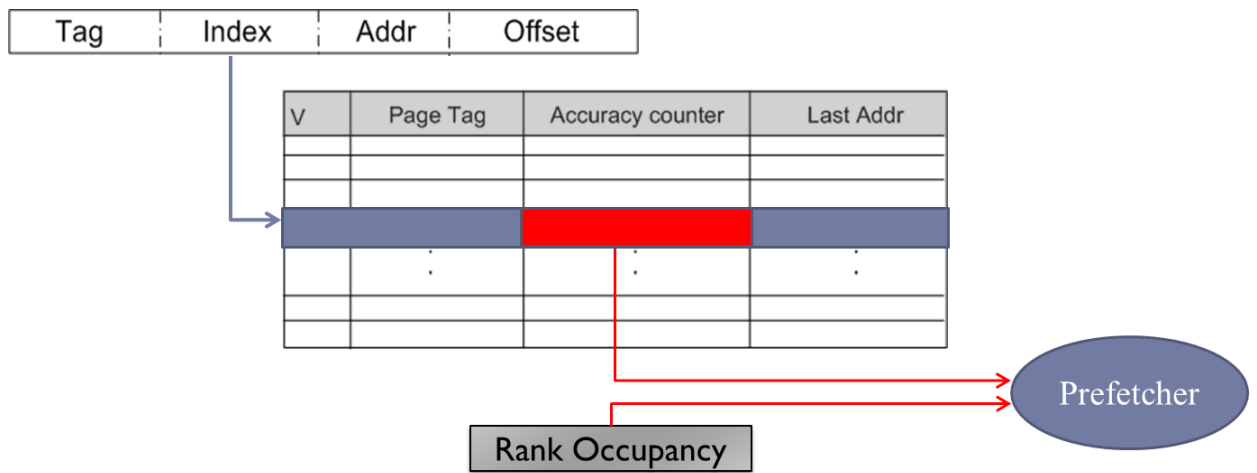 Tag Index Addr Offset
V Page Tag Accuracy counter Last Addr
Prefetcher
Rank Occupancy